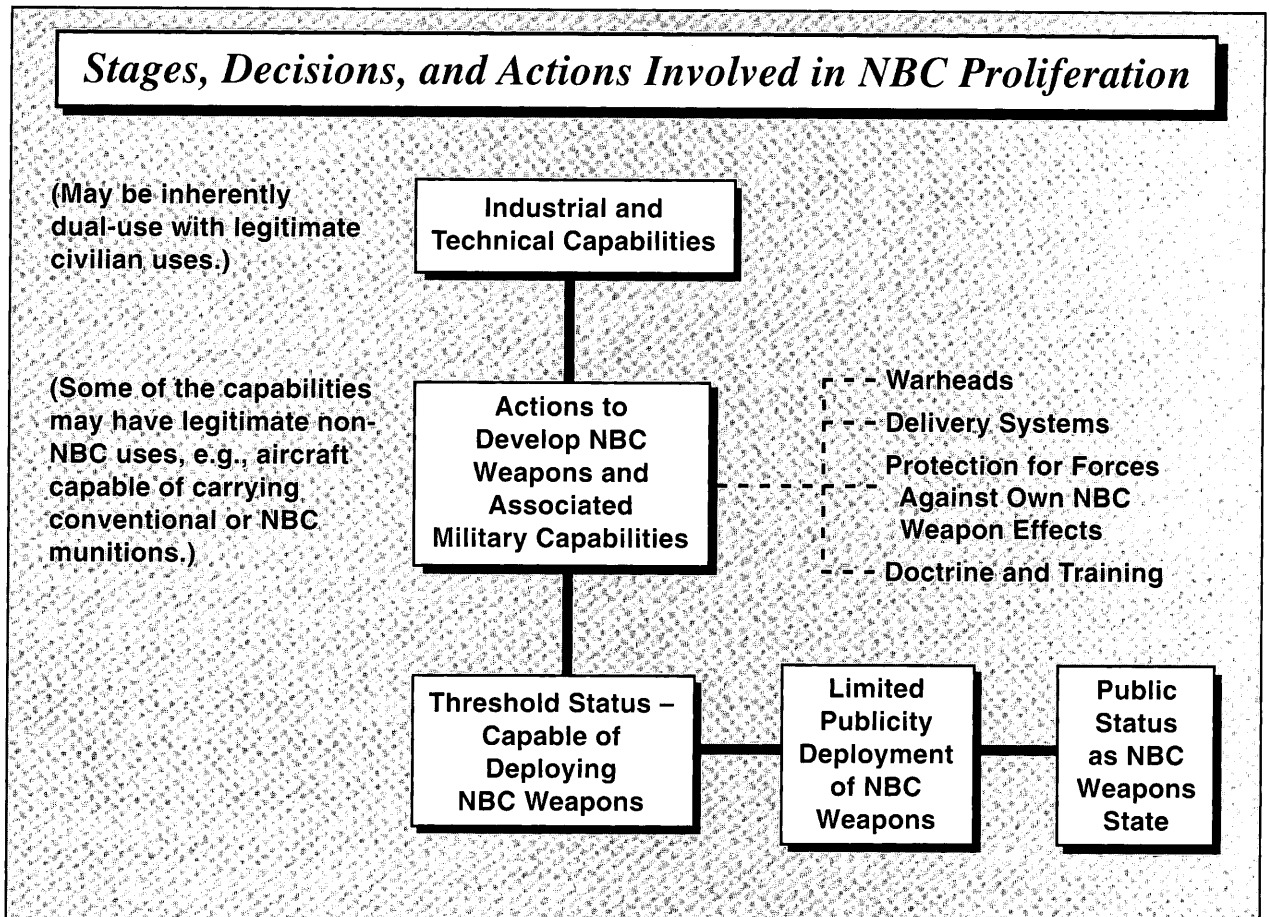 Stages, Decisions, and Actions Involved in NBC Proliferation
(May be inherently
dual-use with legitimate
civilian uses.)
Industrial and
Technical Capabilities
(Some of the capabilities
may have legitimate non-
NBC uses, e.g., aircraft
capable of carrying
conventional or NBC
munitions.)
Actions to
Develop NBC
Weapons and
Associated
Military Capabilities
Warheads
Delivery Systems
Protection for Forces
Against Own NBC
Weapon Effects
Doctrine and Training
Threshold Status –
Capable of
Deploying
NBC Weapons
Limited
Publicity
Deployment
of NBC
Weapons
Public
Status
as NBC
Weapons
State